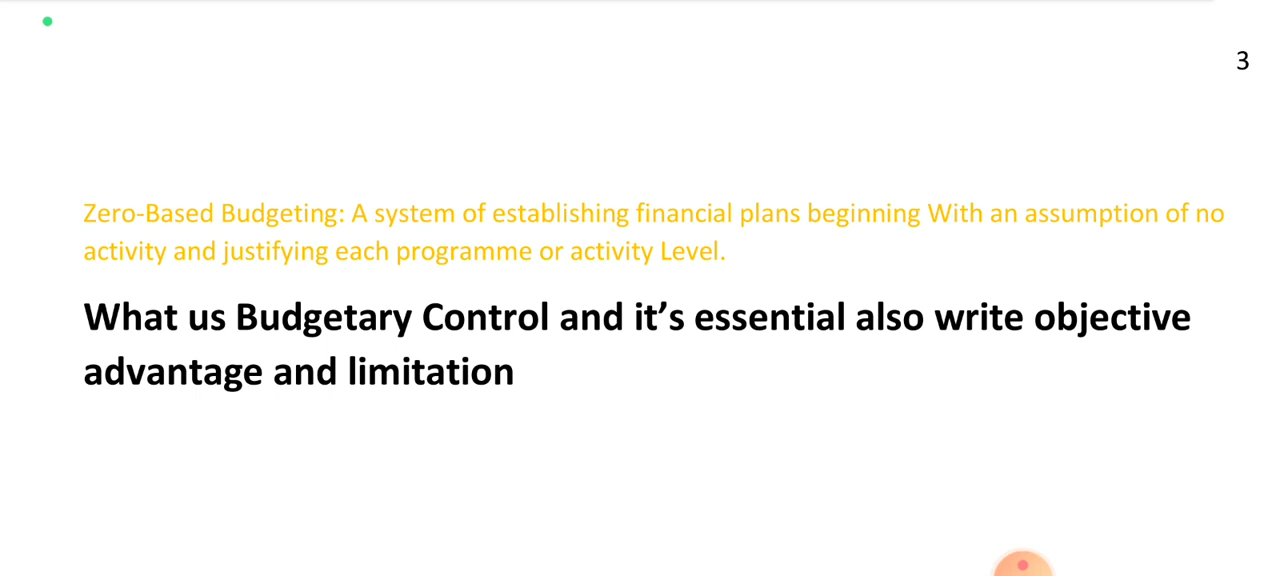 3
Zero-Based Budgeting: A system of establishing financial plans beginning With an assumption of no
activity and justifying each programme or activity Level.
What us Budgetary Control and it’s essential also write objective
advantage and limitation